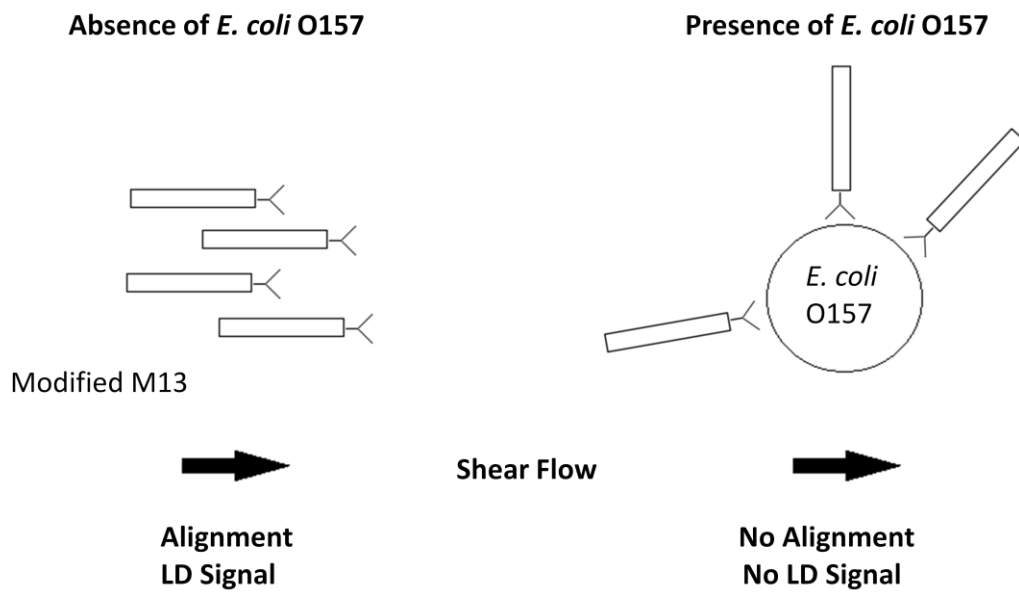 Absence of E. coli O157
Presence of E. coli O157
E. coli
O157
Modified M13
Shear Flow
Alignment
LD Signal
No Alignment
No LD Signal